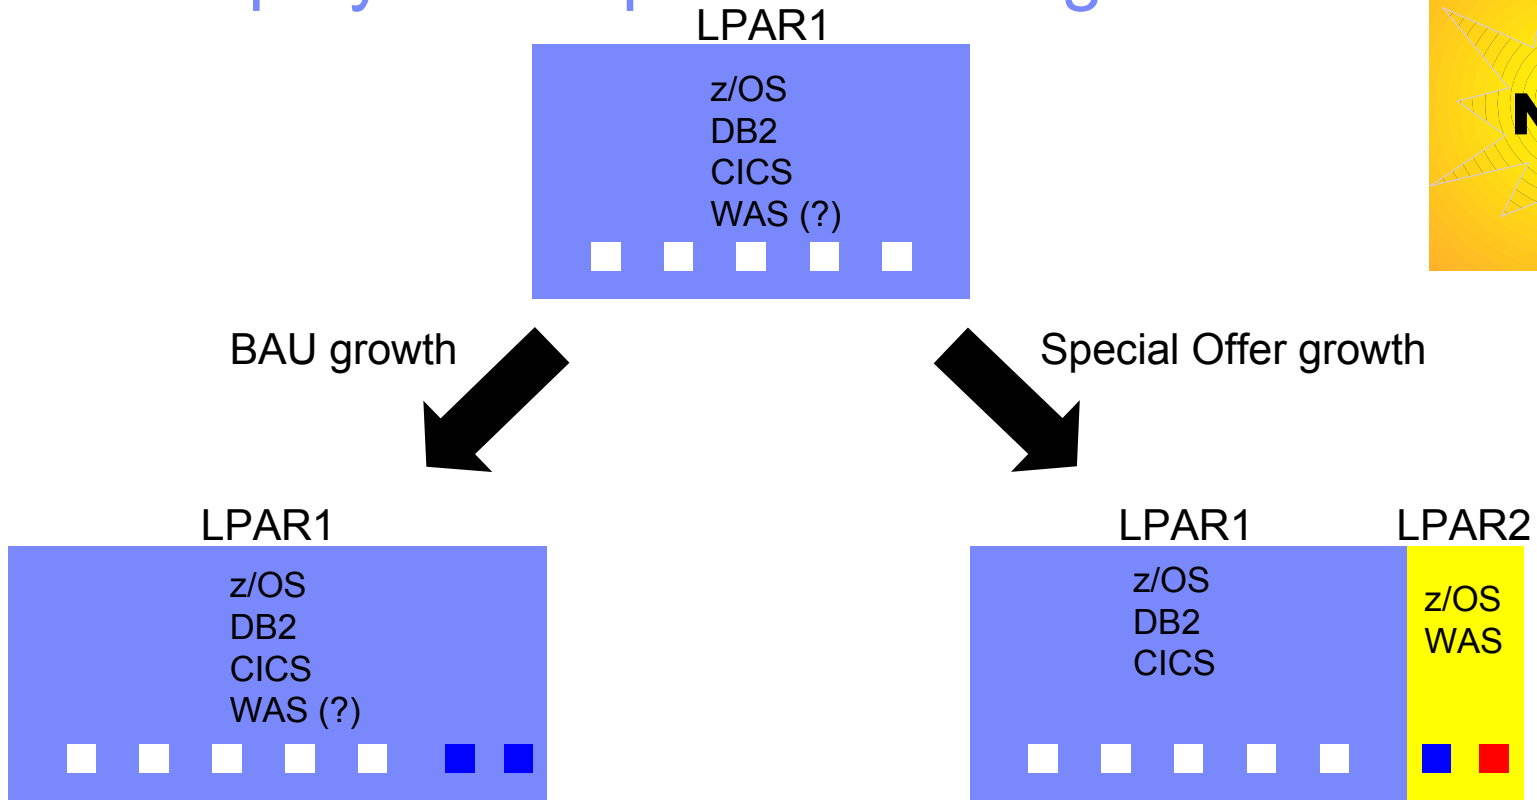 LPAR1
z/OS
DB2
CICS
WAS (?)
BAU growth
Special Offer growth
LPAR1
z/OS
DB2
CICS
WAS (?)
LPAR1
LPAR2
z/OS
DB2
CICS
z/OS
WAS